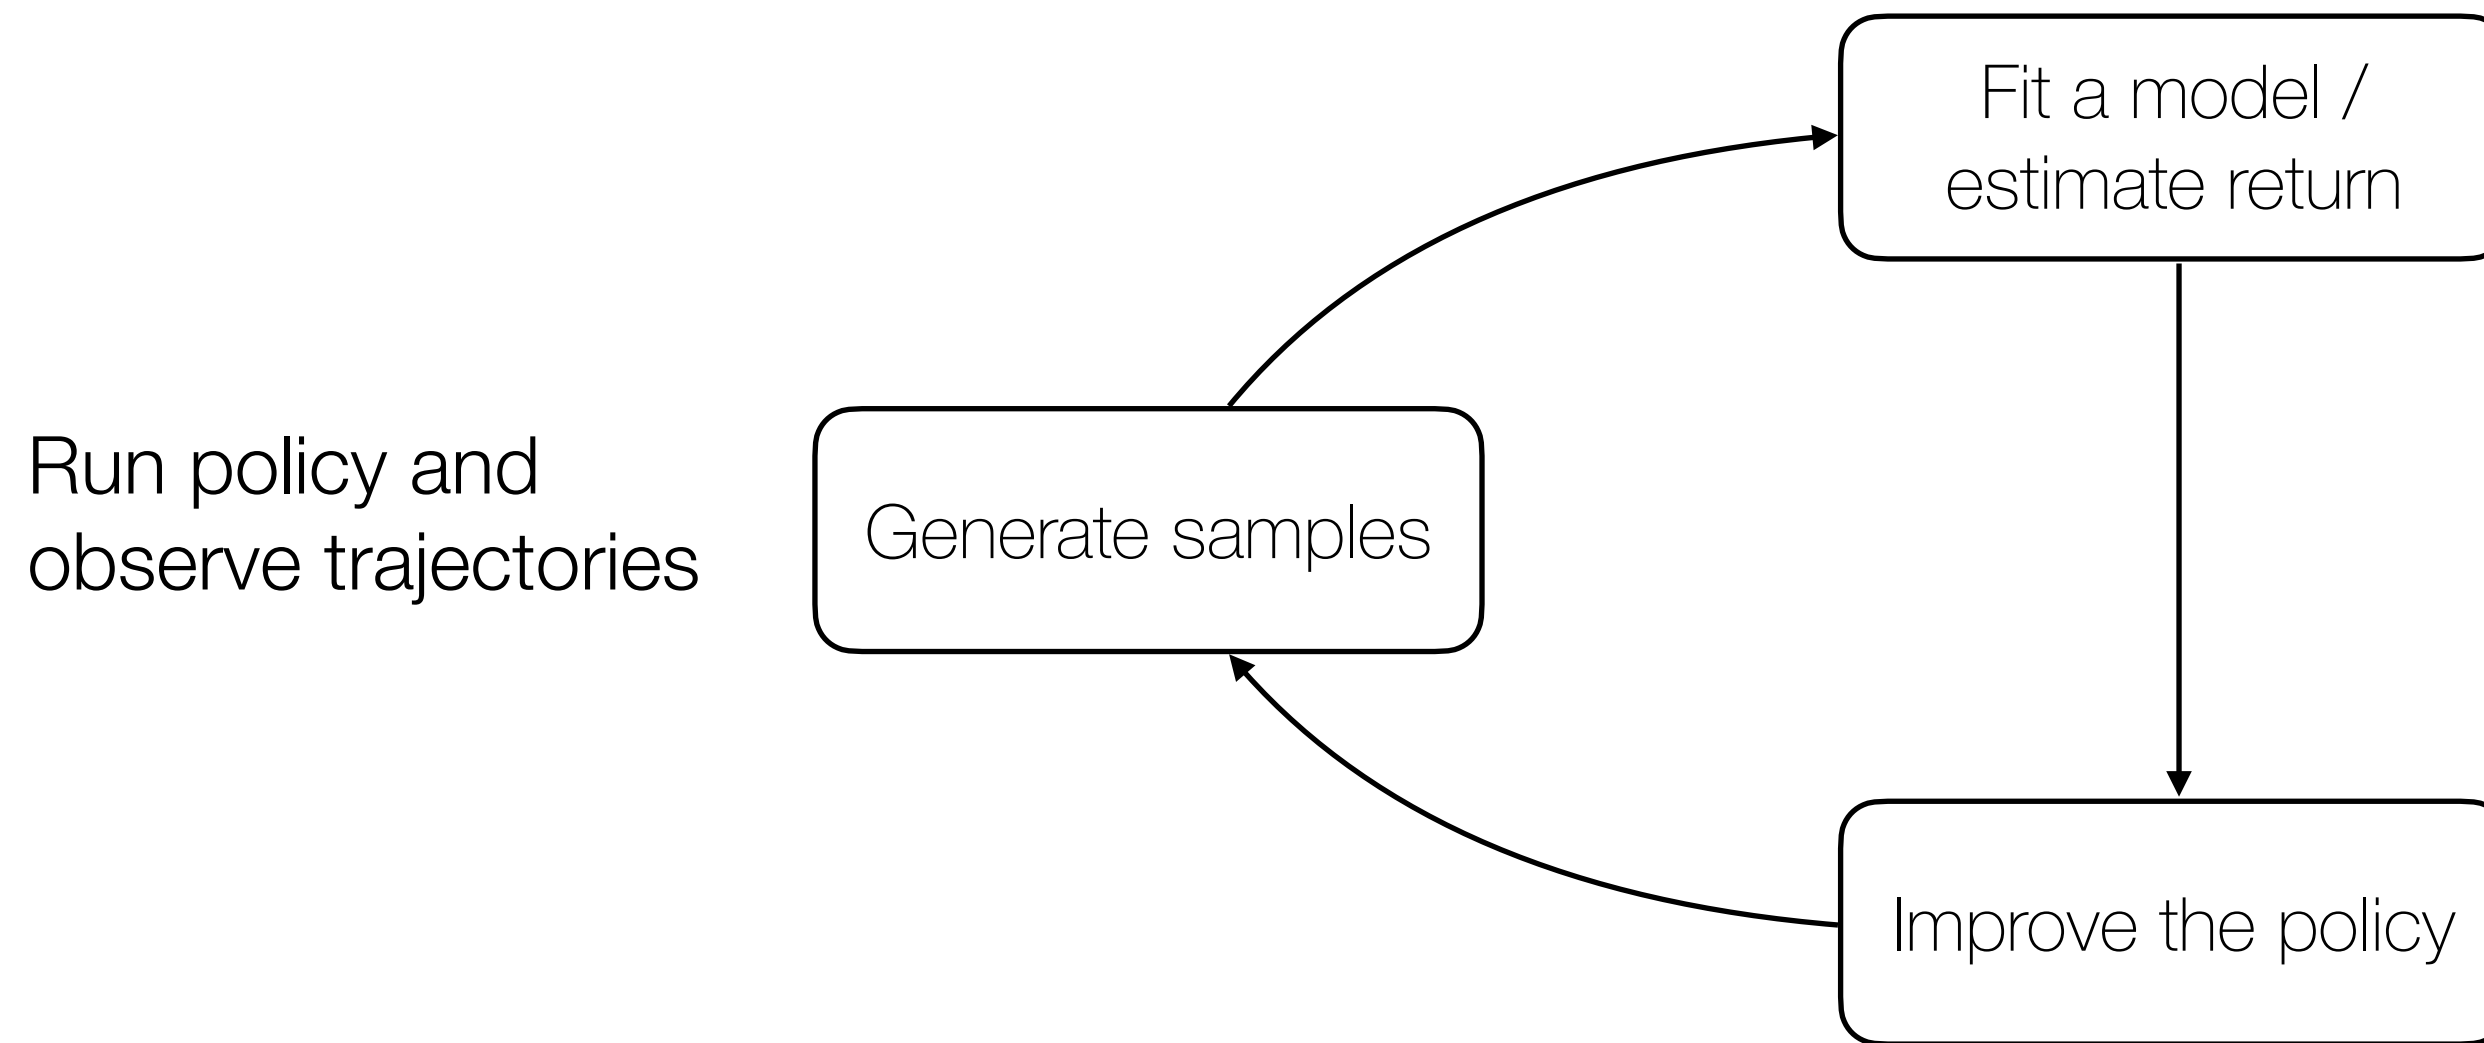 Fit a model /
estimate return
Run policy and
observe trajectories
Generate samples
Improve the policy